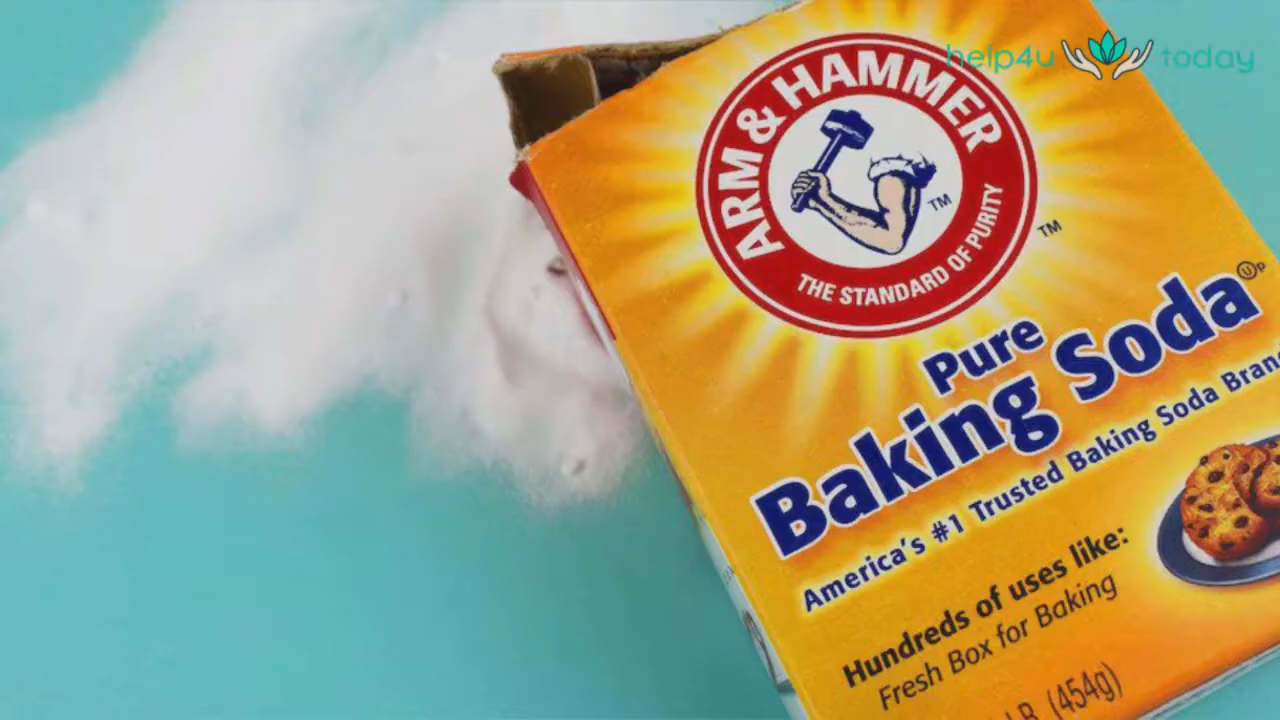 help4u today
ARM & HAMMER
TM
THE STANDARD OF PURITY
TM
Pure
Baking Soda
U P
America's #1 Trusted Baking Soda Brand
Hundreds of uses like:
Fresh Box for Baking
(454g)